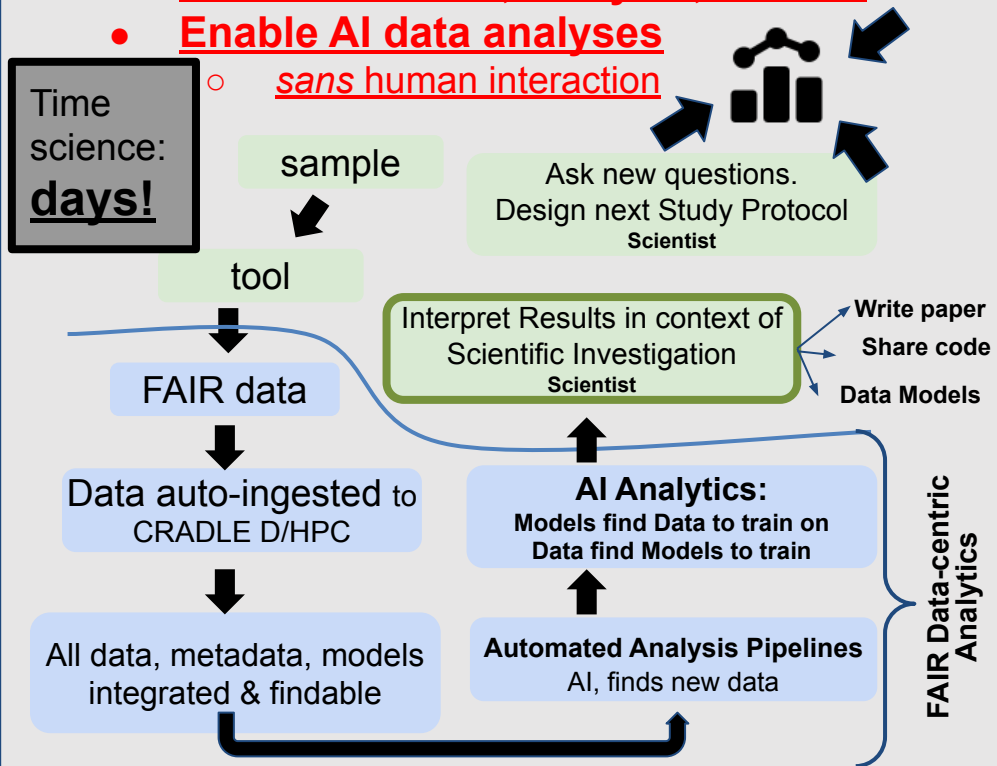 Enable AI data analyses
sans human interaction
Time
science:
days!
sample
tool
FAIR data
Data auto-ingested to
CRADLE D/HPC
All data, metadata, models
integrated & findable
Ask new questions.
Design next Study Protocol
Scientist
Interpret Results in context of
Scientific Investigation
Scientist
Write paper
Share code
Data Models
AI Analytics:
Models find Data to train on
Data find Models to train
Automated Analysis Pipelines
AI, finds new data
FAIR Data-centric
Analytics